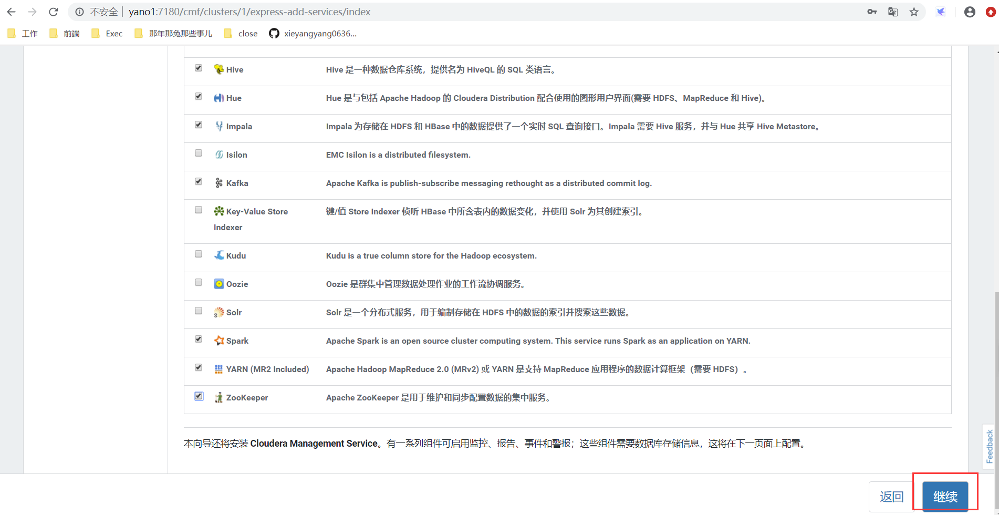 不安全 | yano1:7180/cmf/clusters/1/express-add-services/index
工作 前端 Exec 那年那兔那些事儿 close xieyangyang0636...
Hive Hive 是一种数据仓库系统，提供名为 HiveQL 的 SQL 类语言。
Hue Hue 是与包括 Apache Hadoop 的 Cloudera Distribution 配合使用的图形用户界面(需要 HDFS、MapReduce 和 Hive)。
Impala Impala 为存储在 HDFS 和 HBase 中的数据提供了一个实时 SQL 查询接口。Impala 需要 Hive 服务，并与 Hue 共享 Hive Metastore。
Isilon EMC Isilon is a distributed filesystem.
Kafka Apache Kafka is publish-subscribe messaging rethought as a distributed commit log.
Key-Value Store 键/值 Store Indexer 侦听 HBase 中所含表内的数据变化，并使用 Solr 为其创建索引。
Indexer
Kudu Kudu is a true column store for the Hadoop ecosystem.
Oozie Oozie 是群集中管理数据处理作业的工作流协调服务。
Solr Solr 是一个分布式服务，用于编制存储在 HDFS 中的数据的索引并搜索这些数据。
Spark Apache Spark is an open source cluster computing system. This service runs Spark as an application on YARN.
YARN (MR2 Included) Apache Hadoop MapReduce 2.0 (MRv2) 或 YARN 是支持 MapReduce 应用程序的数据计算框架（需要 HDFS）。
ZooKeeper Apache ZooKeeper 是用于维护和同步配置数据的集中服务。
本向导还将安装 Cloudera Management Service。有一系列组件可启用监控、报告、事件和警报；这些组件需要数据库存储信息，这将在下一页面上配置。
Feedback
返回 继续